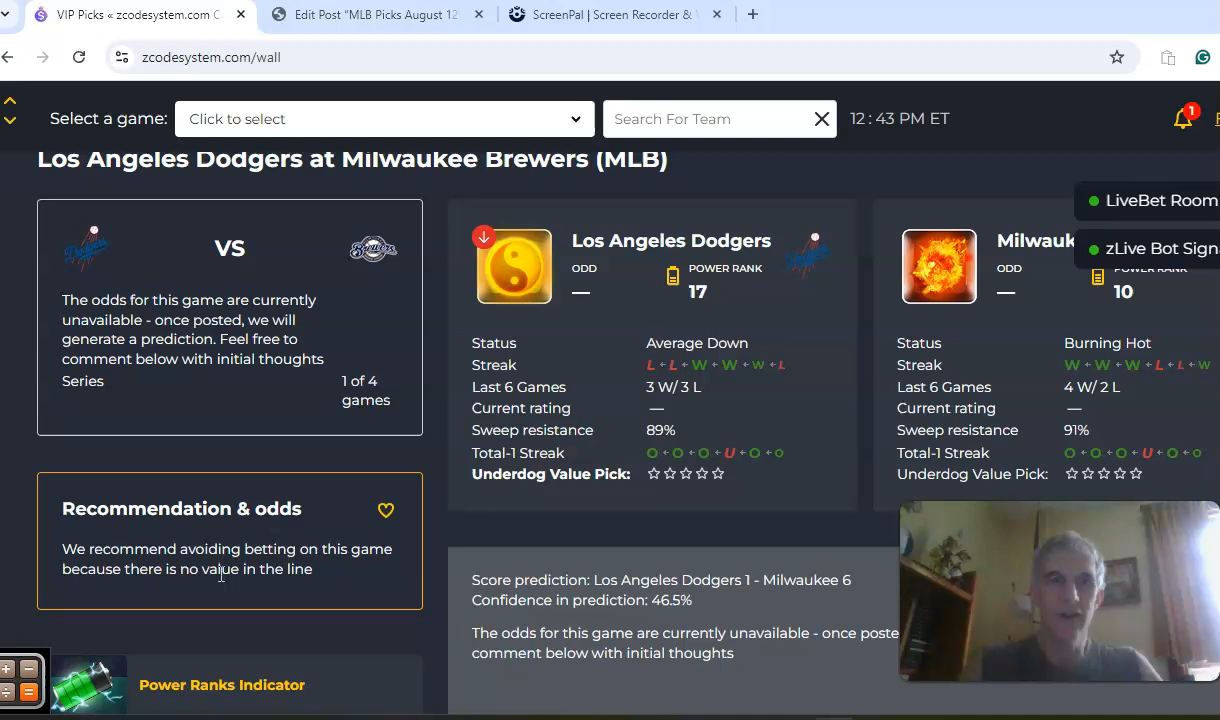 VIP Picks « zcodesystem.com C
Edit Post "MLB Picks August 12
ScreenPal | Screen Recorder &
zcodesystem.com/wall
Select a game:
Click to select
Search For Team
12 : 43 PM ET
1
Los Angeles Dodgers at Milwaukee Brewers (MLB)
LiveBet Room
zLive Bot Sign
Dodgers
VS
Brewers
The odds for this game are currently
unavailable - once posted, we will
generate a prediction. Feel free to
comment below with initial thoughts
Series
1 of 4
games
Los Angeles Dodgers
ODD
—
POWER RANK
17
Status Average Down
Streak L L W W W L
Last 6 Games 3 W/ 3 L
Current rating —
Sweep resistance 89%
Total-1 Streak O O O U O O
Underdog Value Pick: ☆☆☆☆☆
Milwauk
ODD
—
POWER RANK
10
Status Burning Hot
Streak W W W L L W
Last 6 Games 4 W/ 2 L
Current rating —
Sweep resistance 91%
Total-1 Streak O O O U O O
Underdog Value Pick: ☆☆☆☆☆
Recommendation & odds
We recommend avoiding betting on this game
because there is no value in the line
Score prediction: Los Angeles Dodgers 1 - Milwaukee 6
Confidence in prediction: 46.5%
The odds for this game are currently unavailable - once poste
comment below with initial thoughts
Power Ranks Indicator